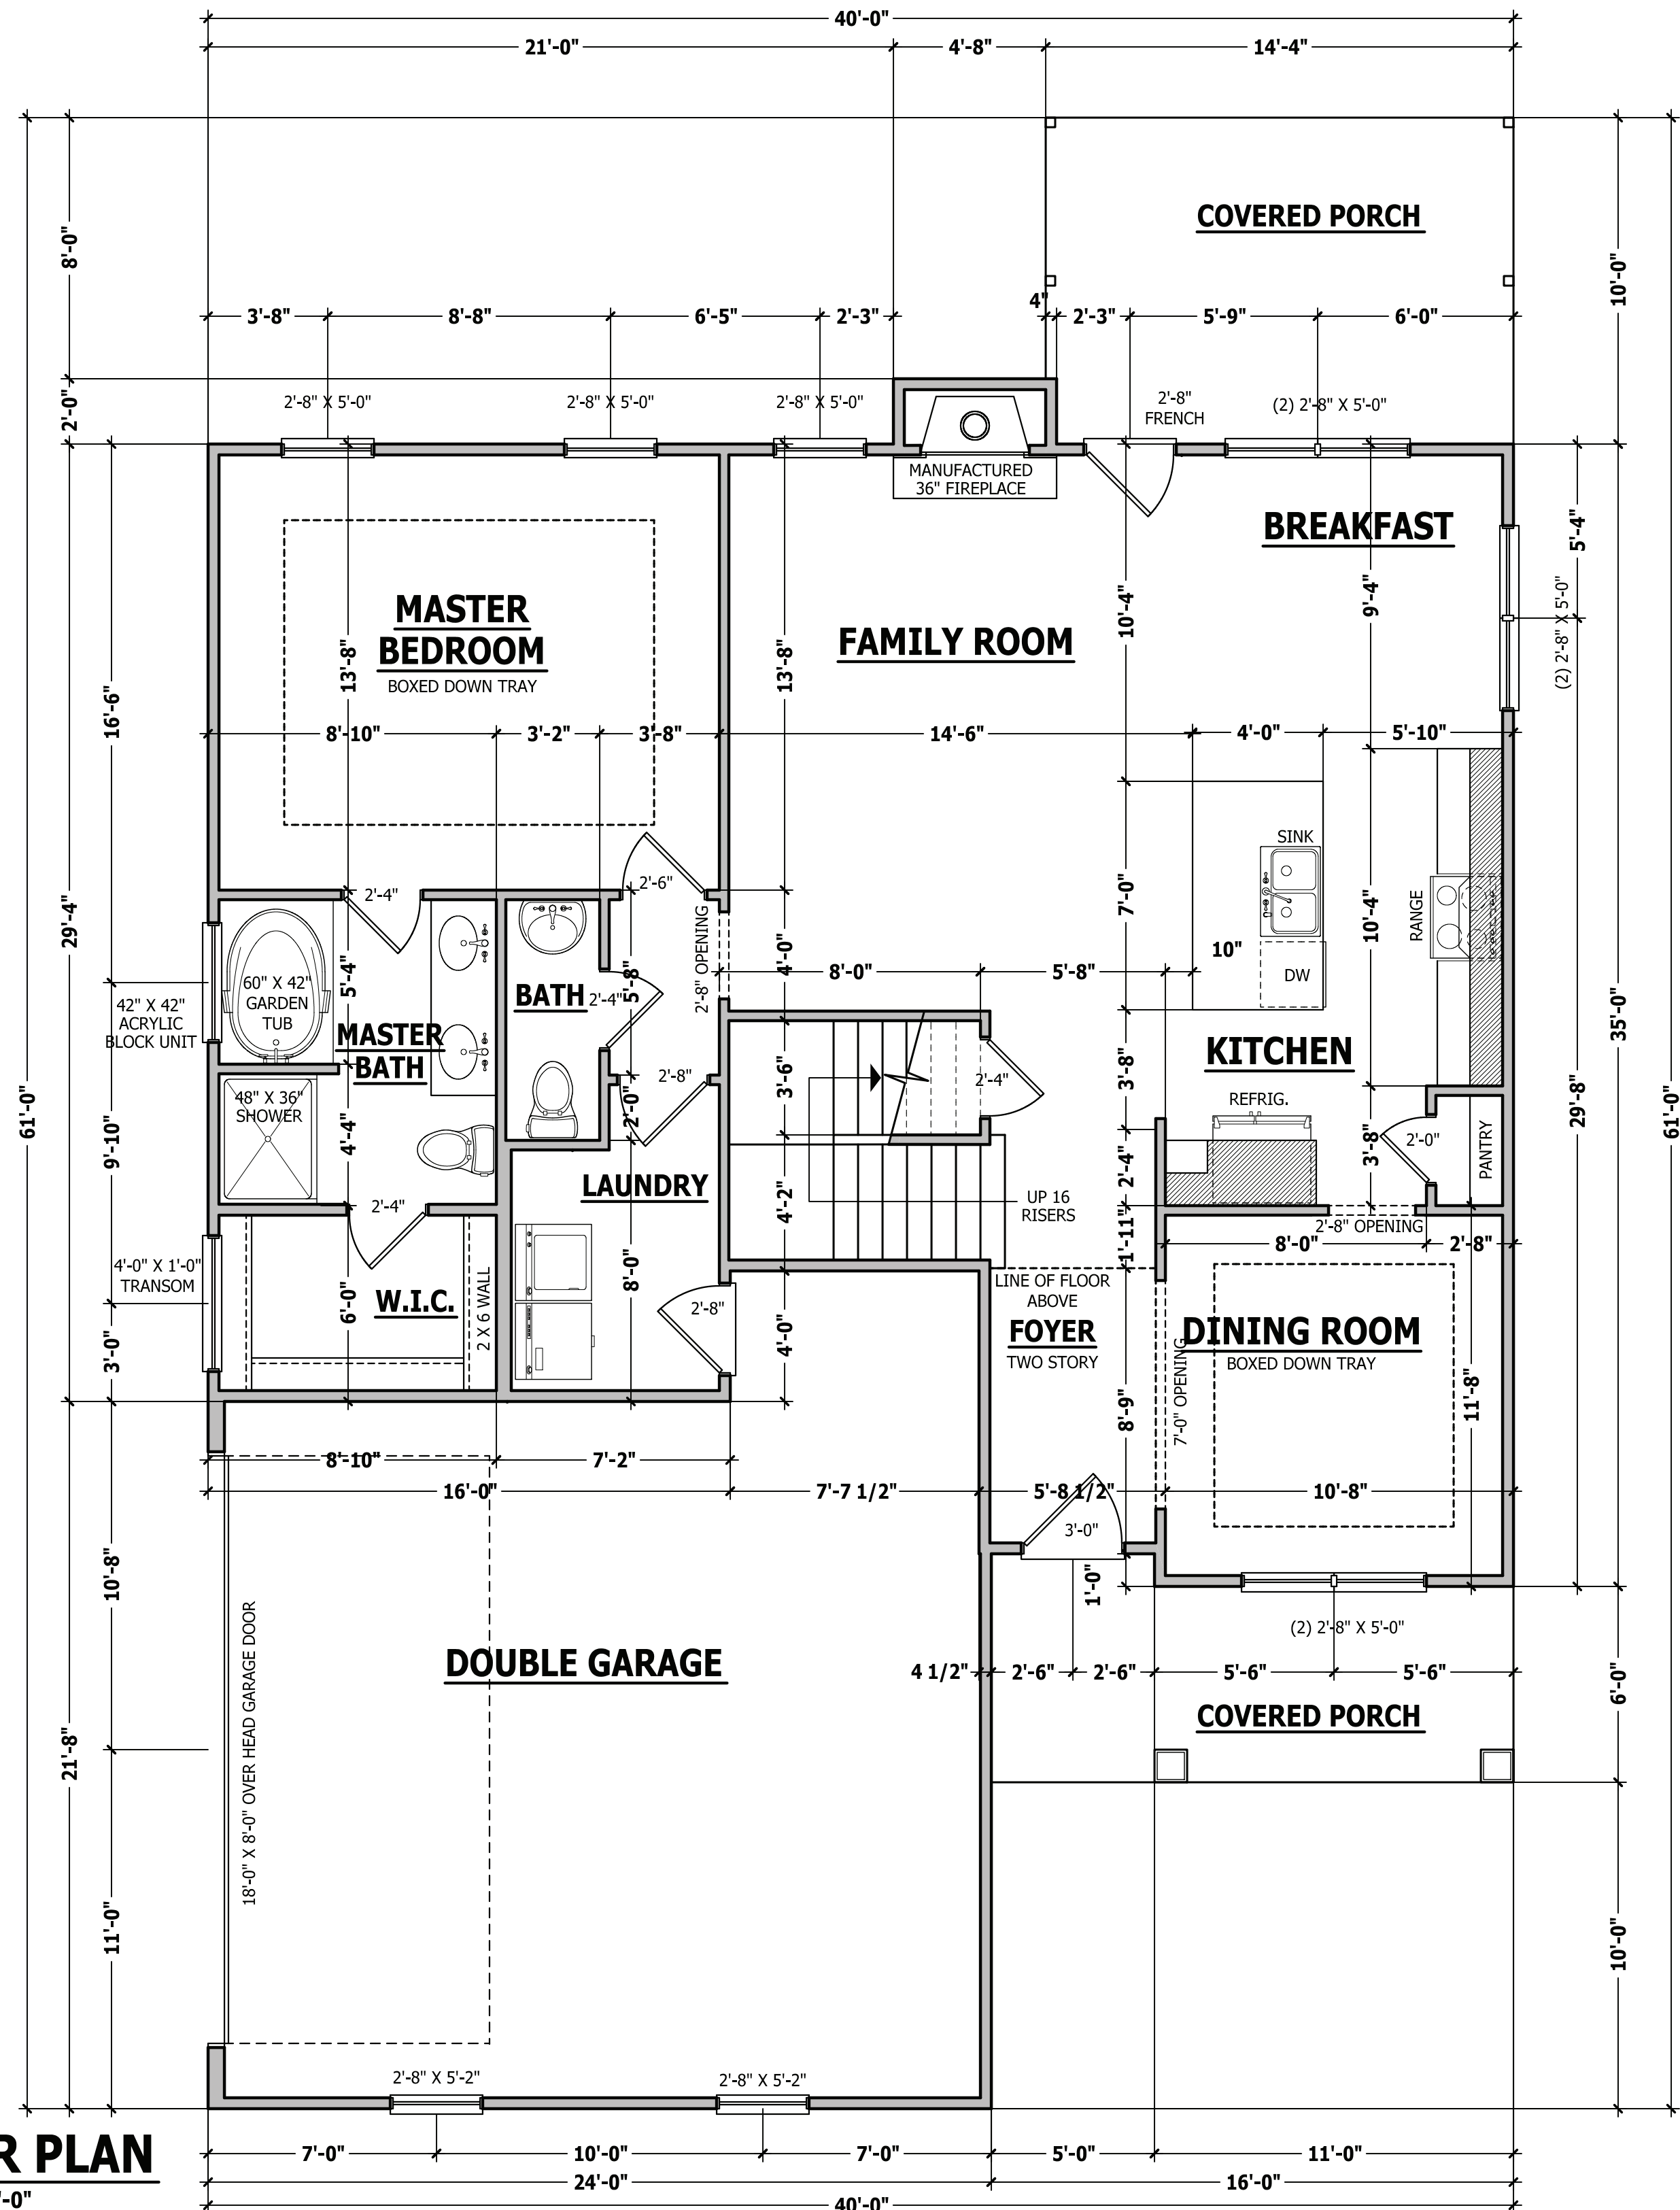 40'-0"
21'-0" 4'-8" 14'-4"
COVERED PORCH
8'-0"
10'-0"
4"
3'-8" 8'-8" 6'-5" 2'-3" 2'-3" 5'-9" 6'-0"
2'-0"
2'-8" X 5'-0" 2'-8" X 5'-0" 2'-8" X 5'-0"
2'-8"
FRENCH
(2) 2'-8" X 5'-0"
MANUFACTURED
36" FIREPLACE
BREAKFAST
5'-4"
(2) 2'-8" X 5'-0"
MASTER
BEDROOM
BOXED DOWN TRAY
FAMILY ROOM
10'-4"
9'-4"
13'-8"
13'-8"
16'-6"
8'-10" 3'-2" 3'-8" 14'-6" 4'-0" 5'-10"
SINK
2'-4"
2'-6"
7'-0"
RANGE
10'-4"
29'-4"
2'-8" OPENING
4'-0"
10"
8'-0" 5'-8"
DW
60" X 42"
GARDEN
TUB
5'-4"
BATH
2'-4"
5'-8"
42" X 42"
ACRYLIC
BLOCK UNIT
MASTER
BATH
35'-0"
KITCHEN
3'-8"
2'-8"
3'-6"
2'-4"
48" X 36"
SHOWER
REFRIG.
61'-0"
29'-8"
61'-0"
9'-10"
4'-4"
2'-0"
2'-4"
3'-8"
2'-0"
PANTRY
LAUNDRY
4'-2"
UP 16
RISERS
2'-4"
1'-11"
2'-8" OPENING
8'-0" 2'-8"
4'-0" X 1'-0"
TRANSOM
6'-0"
W.I.C.
2 X 6 WALL
8'-0"
2'-8"
4'-0"
LINE OF FLOOR
ABOVE
FOYER
TWO STORY
DINING ROOM
BOXED DOWN TRAY
7'-0" OPENING
3'-0"
8'-9"
11'-8"
8'-10" 7'-2"
16'-0" 7'-7 1/2" 5'-8 1/2" 10'-8"
3'-0"
10'-8"
1'-0"
(2) 2'-8" X 5'-0"
DOUBLE GARAGE
18'-0" X 8'-0" OVER HEAD GARAGE DOOR
4 1/2" 2'-6" 2'-6" 5'-6" 5'-6"
6'-0"
COVERED PORCH
21'-8"
11'-0"
10'-0"
2'-8" X 5'-2" 2'-8" X 5'-2"
R PLAN
'-0"
7'-0" 10'-0" 7'-0" 5'-0" 11'-0"
24'-0" 16'-0"
40'-0"